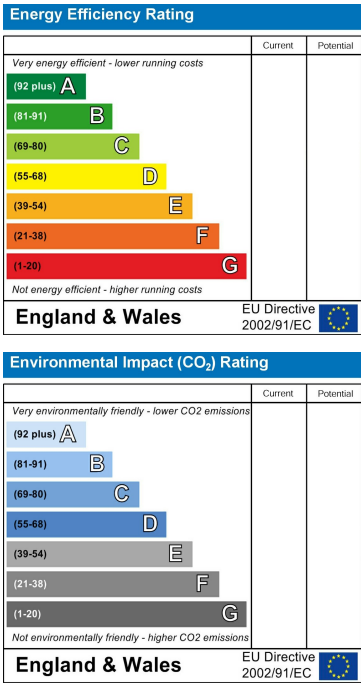 Energy Efficiency Rating
Current Potential
Very energy efficient - lower running costs
(92 plus) A
(81-91) B
(69-80) C
(55-68) D
(39-54) E
(21-38) F
(1-20) G
Not energy efficient - higher running costs
England & Wales
EU Directive
2002/91/EC
Environmental Impact (CO₂) Rating
Current Potential
Very environmentally friendly - lower CO2 emissions
(92 plus) A
(81-91) B
(69-80) C
(55-68) D
(39-54) E
(21-38) F
(1-20) G
Not environmentally friendly - higher CO2 emissions
England & Wales
EU Directive
2002/91/EC